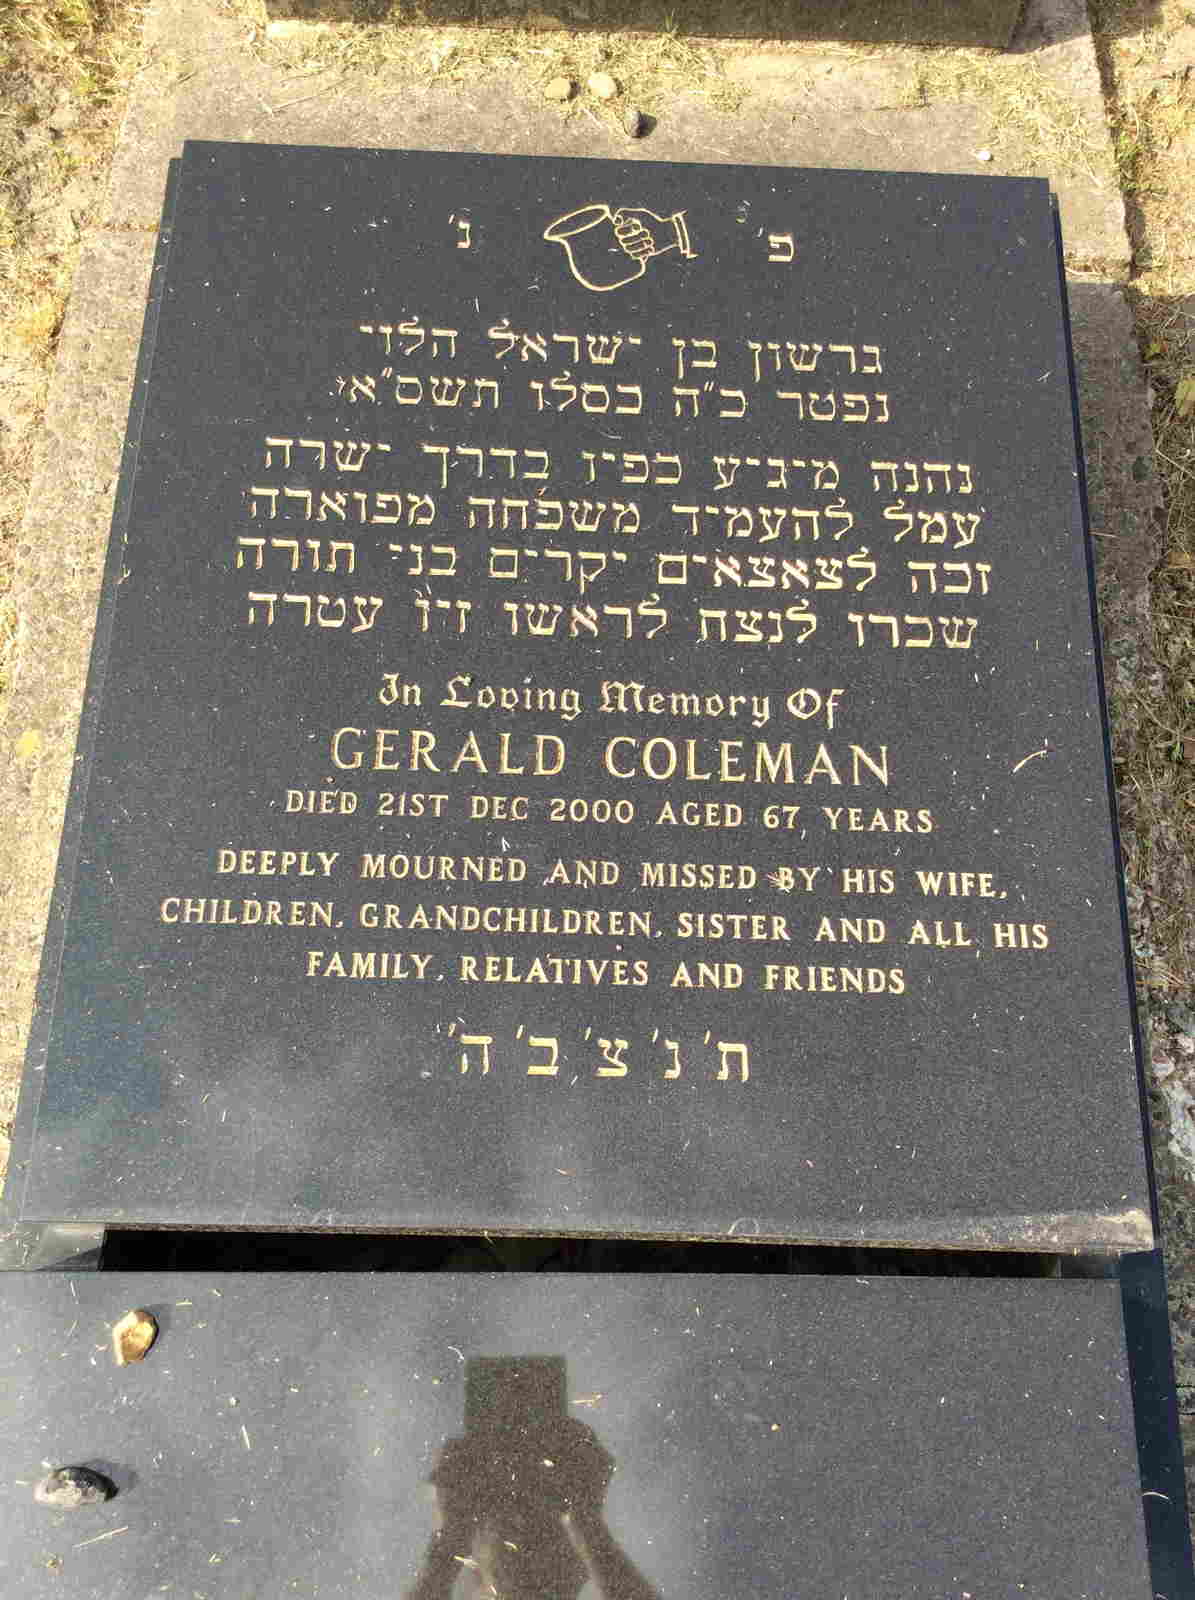 פ' נ'
גרשון בן ישראל הלוי
נפטר כ"ה כסלו תשס"א
נהנה מיגיע כפיו בדרך ישרה
עמל להעמיד משפחה מפוארה
זכה לצאצאים יקרים בני תורה
שכרו לנצח לראשו זיו עטרה
In Loving Memory Of
GERALD COLEMAN
DIED 21ST DEC 2000 AGED 67 YEARS
DEEPLY MOURNED AND MISSED BY HIS WIFE,
CHILDREN, GRANDCHILDREN, SISTER AND ALL HIS
FAMILY, RELATIVES AND FRIENDS
ת' נ' צ' ב' ה'